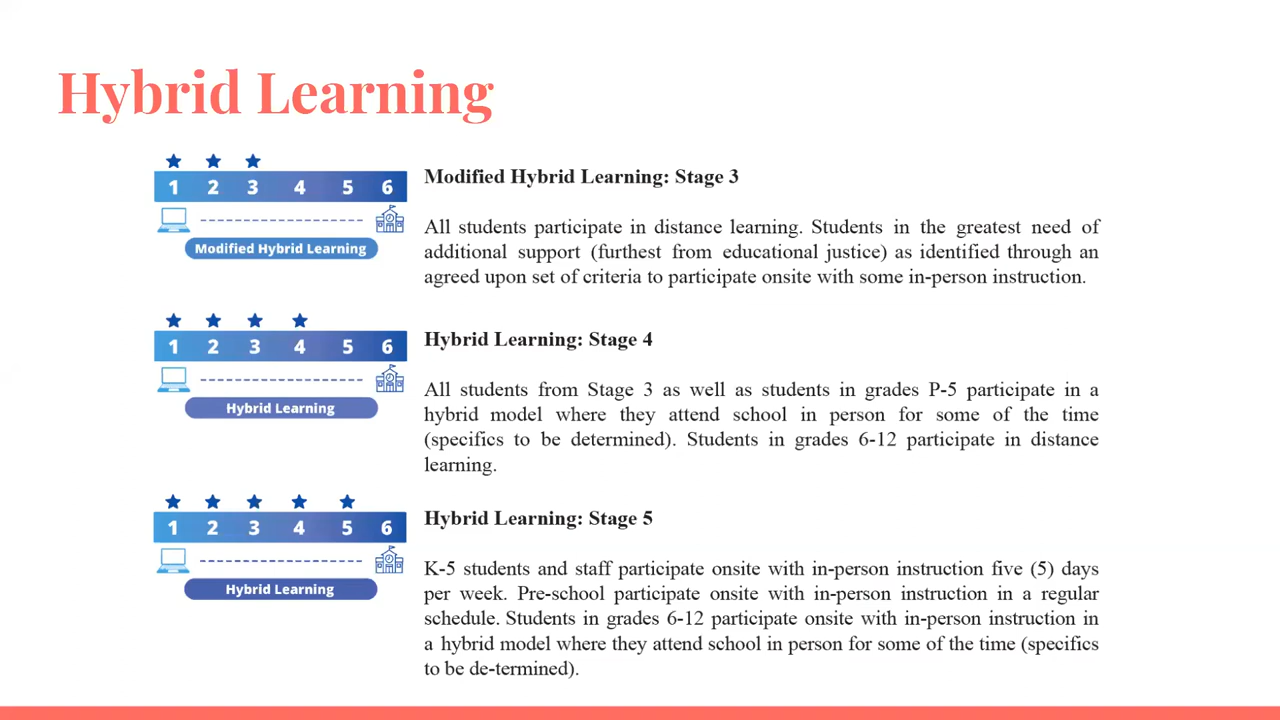 Hybrid Learning
1 2 3 4 5 6
Modified Hybrid Learning
Modified Hybrid Learning: Stage 3
All students participate in distance learning. Students in the greatest need of
additional support (furthest from educational justice) as identified through an
agreed upon set of criteria to participate onsite with some in-person instruction.
1 2 3 4 5 6
Hybrid Learning
Hybrid Learning: Stage 4
All students from Stage 3 as well as students in grades P-5 participate in a
hybrid model where they attend school in person for some of the time
(specifics to be determined). Students in grades 6-12 participate in distance
learning.
1 2 3 4 5 6
Hybrid Learning
Hybrid Learning: Stage 5
K-5 students and staff participate onsite with in-person instruction five (5) days
per week. Pre-school participate onsite with in-person instruction in a regular
schedule. Students in grades 6-12 participate onsite with in-person instruction in
a hybrid model where they attend school in person for some of the time (specifics
to be de-termined).